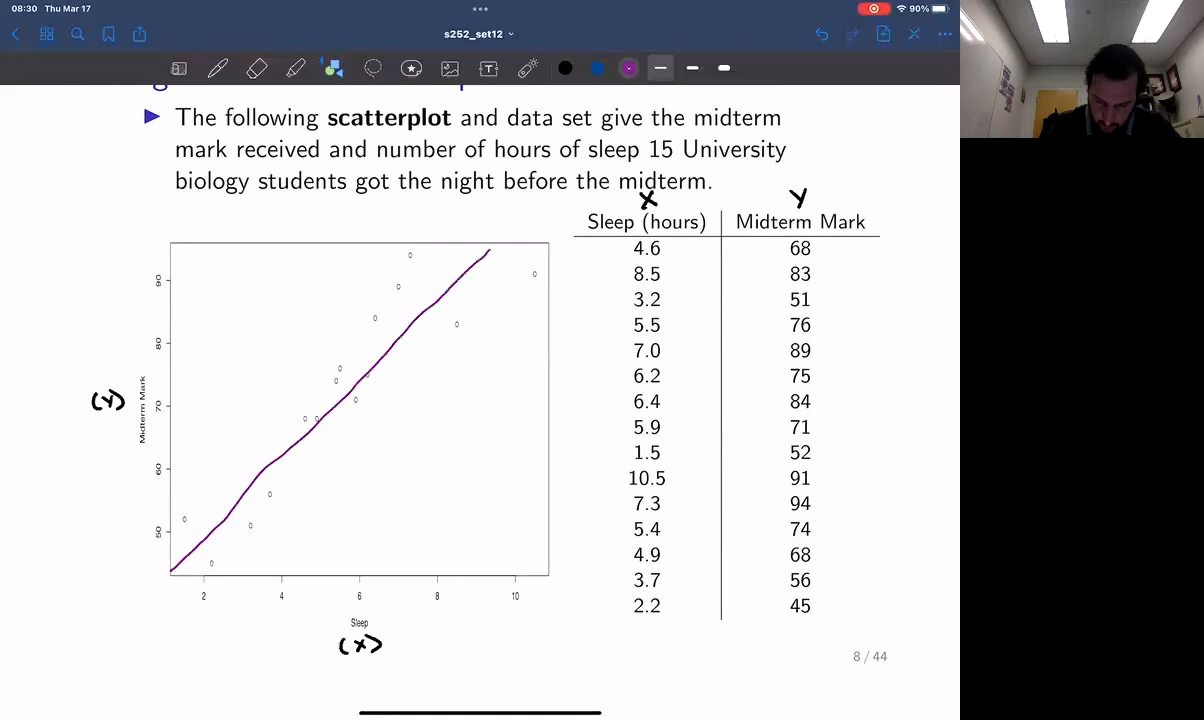 08:30 Thu Mar 17
90%
s252_set12
The following scatterplot and data set give the midterm
mark received and number of hours of sleep 15 University
biology students got the night before the midterm.
X Y
Sleep (hours) Midterm Mark
4.6 68
8.5 83
3.2 51
5.5 76
7.0 89
6.2 75
6.4 84
5.9 71
1.5 52
10.5 91
7.3 94
5.4 74
4.9 68
3.7 56
2.2 45
(y)
Midterm Mark
90
80
70
60
50
2 4 6 8 10
Sleep
(x)
8 / 44